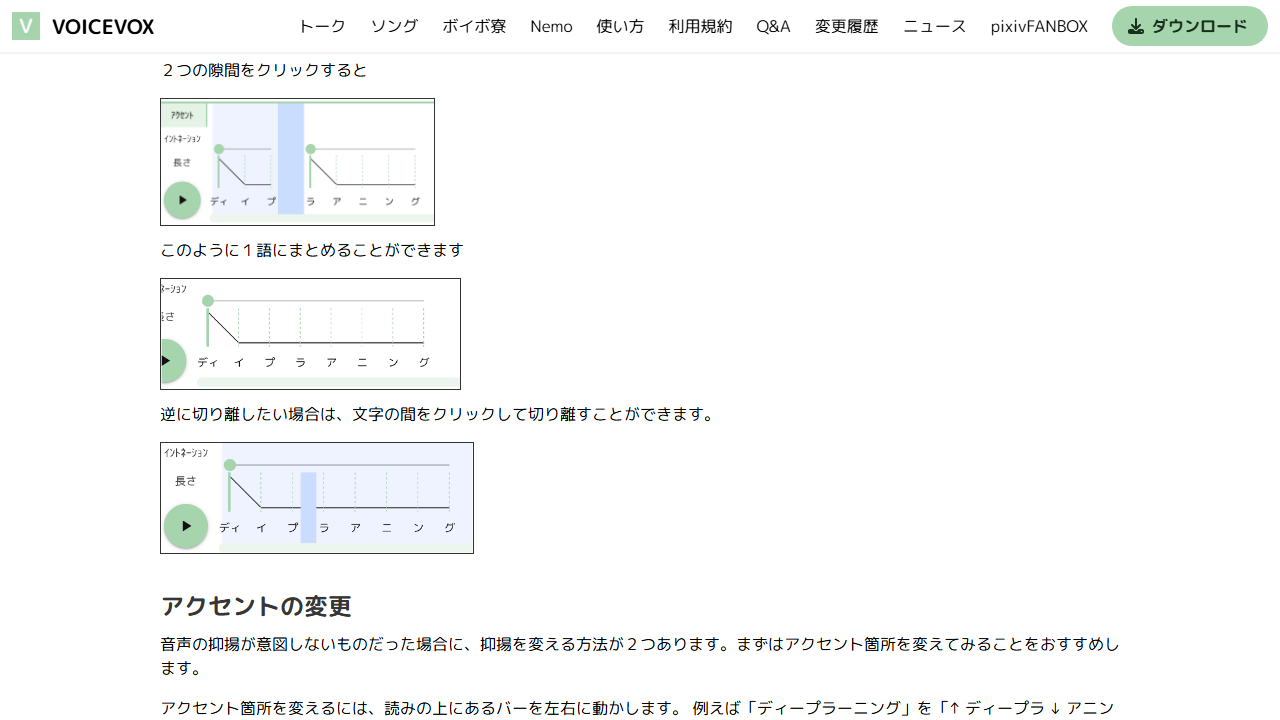 V VOICEVOX トーク ソング ボイボ寮 Nemo 使い方 利用規約 Q&A 変更履歴 ニュース pixivFANBOX ダウンロード
２つの隙間をクリックすると
アクセント
イントネーション
長さ
ディ イ プ ラ ア ニ ン グ
このように１語にまとめることができます
ネーション
長さ
ディ イ プ ラ ア ニ ン グ
逆に切り離したい場合は、文字の間をクリックして切り離すことができます。
イントネーション
長さ
ディ イ プ ラ ア ニ ン グ
アクセントの変更
音声の抑揚が意図しないものだった場合に、抑揚を変える方法が２つあります。まずはアクセント箇所を変えてみることをおすすめし
ます。
アクセント箇所を変えるには、読みの上にあるバーを左右に動かします。 例えば「ディープラーニング」を「↑ ディープラ ↓ アニン